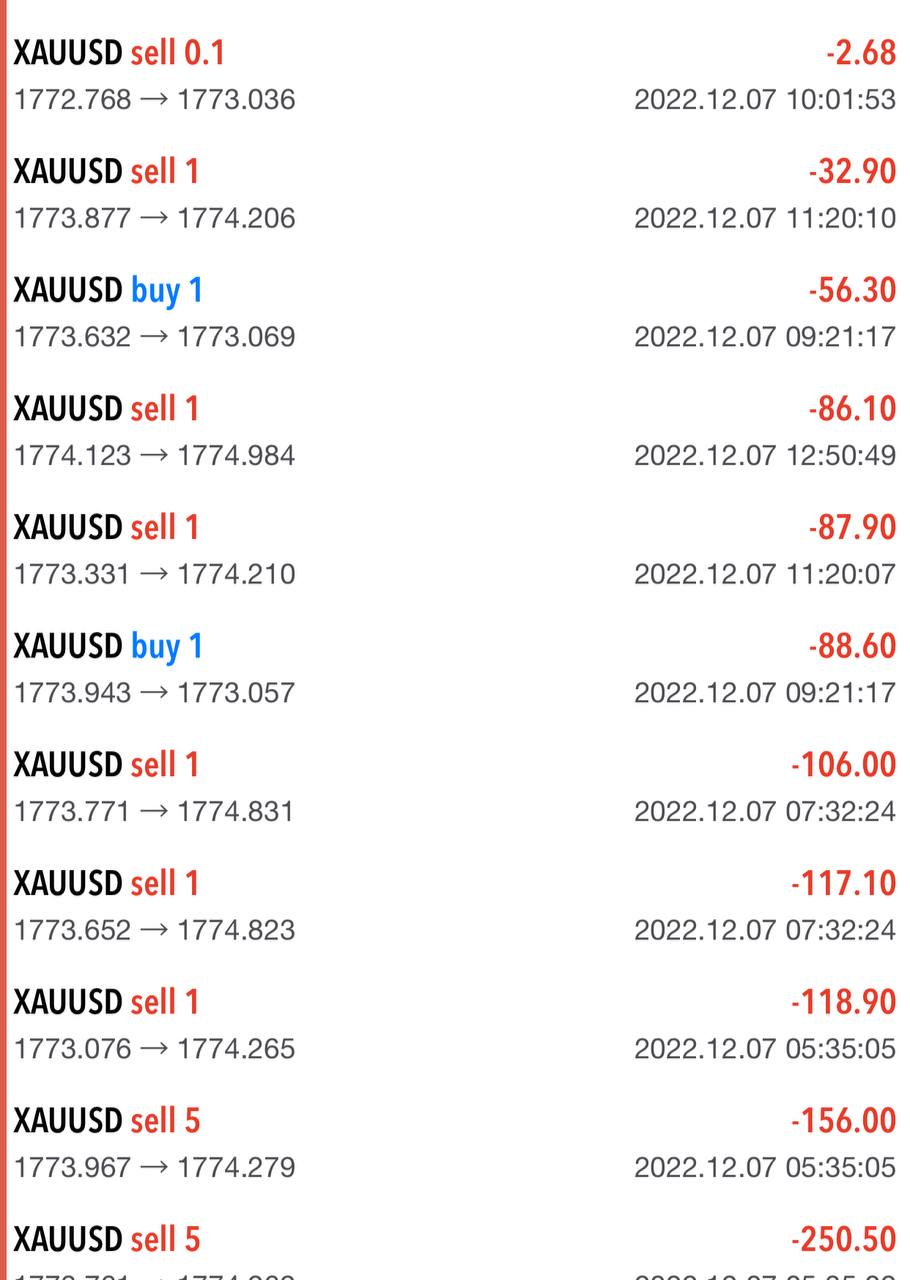 XAUUSD sell 0.1 -2.68
1772.768 → 1773.036 2022.12.07 10:01:53
XAUUSD sell 1 -32.90
1773.877 → 1774.206 2022.12.07 11:20:10
XAUUSD buy 1 -56.30
1773.632 → 1773.069 2022.12.07 09:21:17
XAUUSD sell 1 -86.10
1774.123 → 1774.984 2022.12.07 12:50:49
XAUUSD sell 1 -87.90
1773.331 → 1774.210 2022.12.07 11:20:07
XAUUSD buy 1 -88.60
1773.943 → 1773.057 2022.12.07 09:21:17
XAUUSD sell 1 -106.00
1773.771 → 1774.831 2022.12.07 07:32:24
XAUUSD sell 1 -117.10
1773.652 → 1774.823 2022.12.07 07:32:24
XAUUSD sell 1 -118.90
1773.076 → 1774.265 2022.12.07 05:35:05
XAUUSD sell 5 -156.00
1773.967 → 1774.279 2022.12.07 05:35:05
XAUUSD sell 5 -250.50